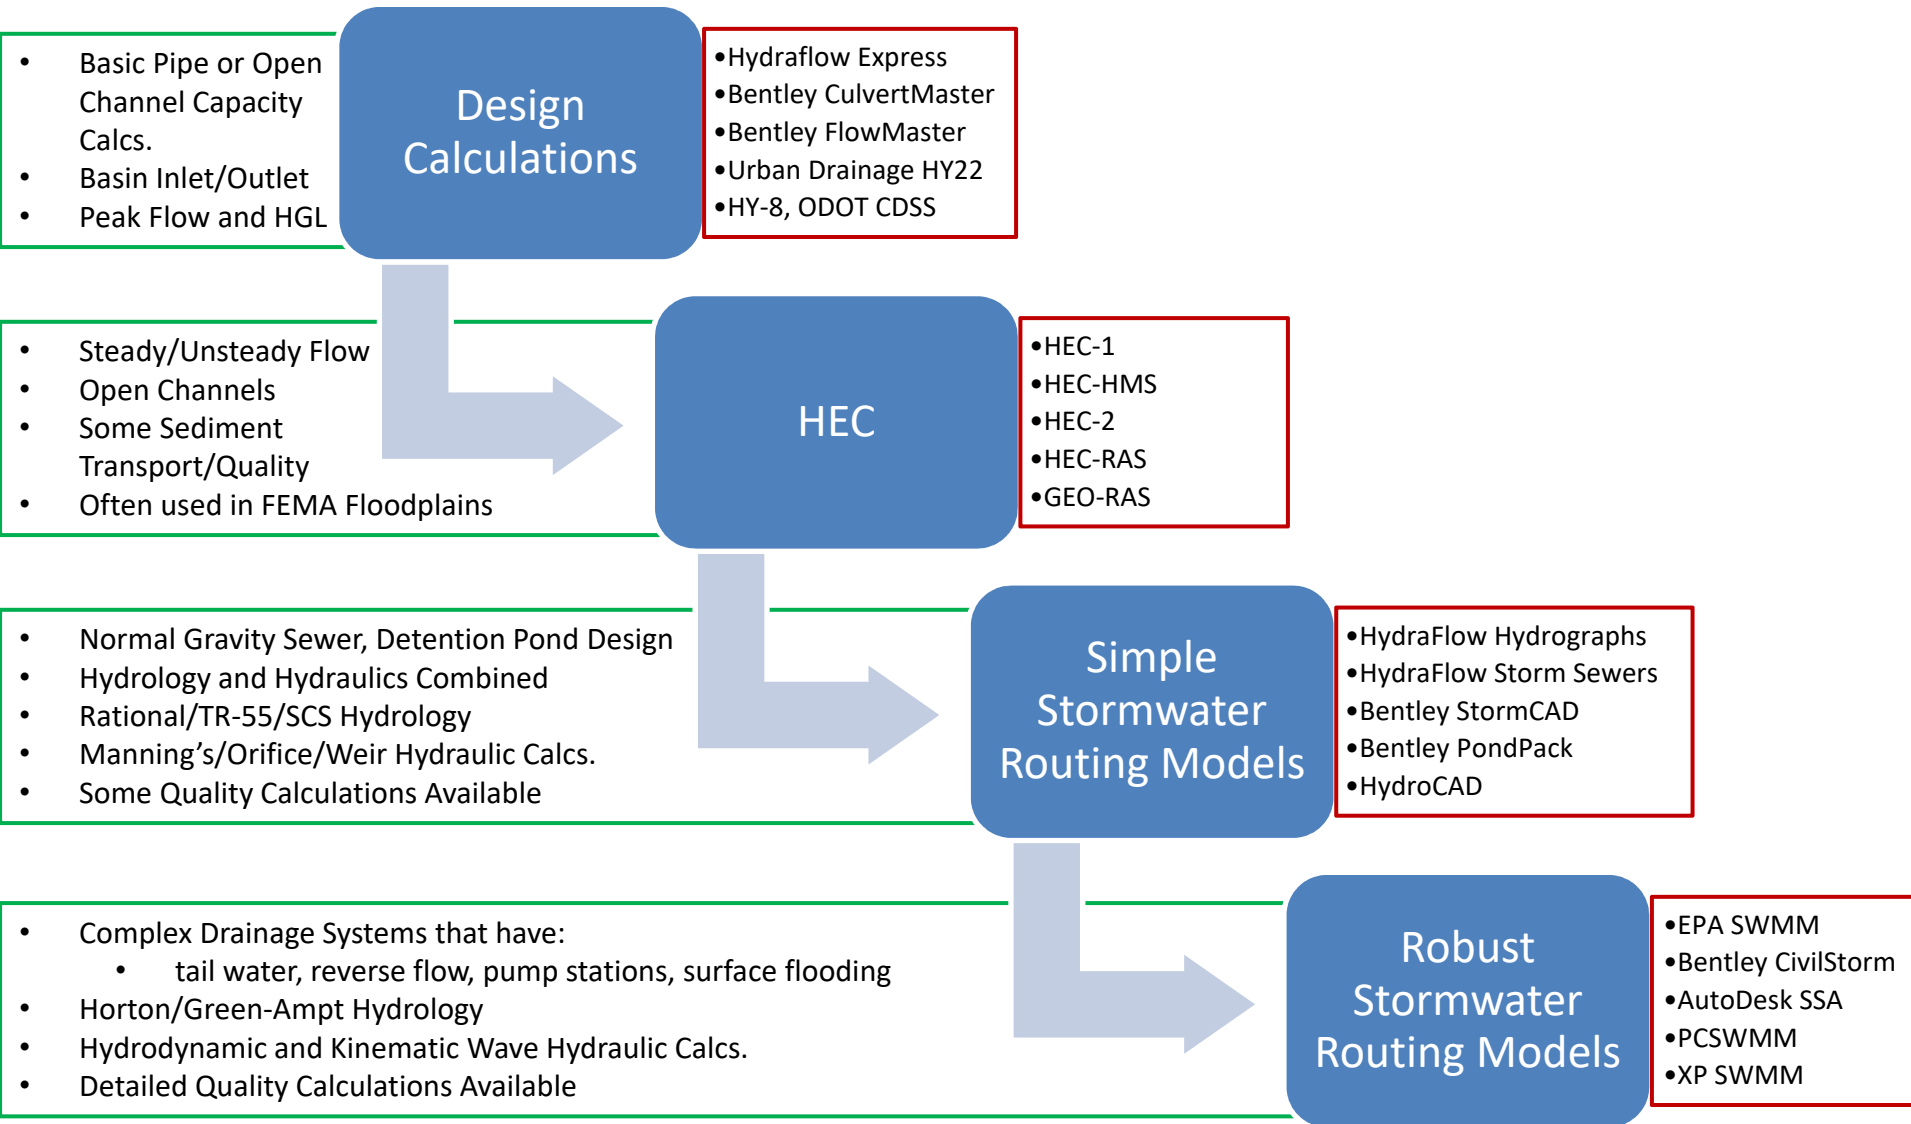 • Basic Pipe or Open
Channel Capacity
Calcs.
• Basin Inlet/Outlet
• Peak Flow and HGL
Design
Calculations
•Hydraflow Express
•Bentley CulvertMaster
•Bentley FlowMaster
•Urban Drainage HY22
•HY-8, ODOT CDSS
• Steady/Unsteady Flow
• Open Channels
• Some Sediment
Transport/Quality
• Often used in FEMA Floodplains
HEC
•HEC-1
•HEC-HMS
•HEC-2
•HEC-RAS
•GEO-RAS
• Normal Gravity Sewer, Detention Pond Design
• Hydrology and Hydraulics Combined
• Rational/TR-55/SCS Hydrology
• Manning’s/Orifice/Weir Hydraulic Calcs.
• Some Quality Calculations Available
Simple
Stormwater
Routing Models
•HydraFlow Hydrographs
•HydraFlow Storm Sewers
•Bentley StormCAD
•Bentley PondPack
•HydroCAD
• Complex Drainage Systems that have:
• tail water, reverse flow, pump stations, surface flooding
• Horton/Green-Ampt Hydrology
• Hydrodynamic and Kinematic Wave Hydraulic Calcs.
• Detailed Quality Calculations Available
Robust
Stormwater
Routing Models
•EPA SWMM
•Bentley CivilStorm
•AutoDesk SSA
•PCSWMM
•XP SWMM